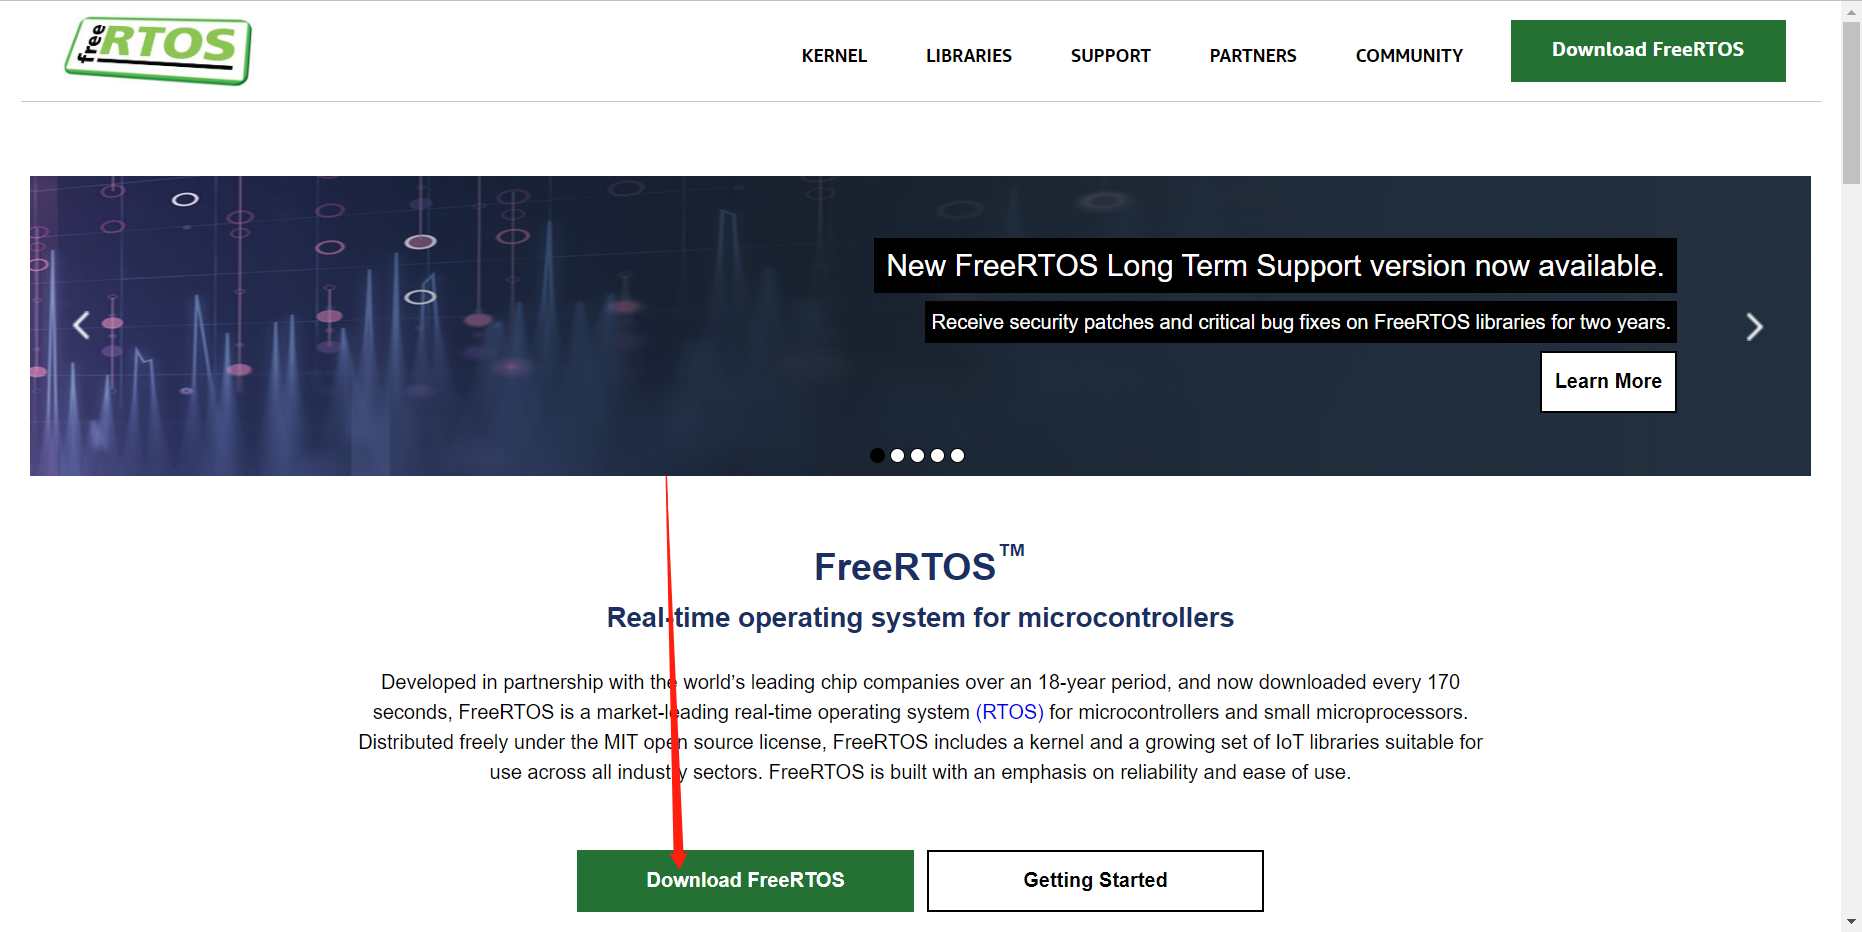 free RTOS
KERNEL
LIBRARIES
SUPPORT
PARTNERS
COMMUNITY
Download FreeRTOS
New FreeRTOS Long Term Support version now available.
Receive security patches and critical bug fixes on FreeRTOS libraries for two years.
Learn More
FreeRTOS™
Real-time operating system for microcontrollers
Developed in partnership with the world’s leading chip companies over an 18-year period, and now downloaded every 170
seconds, FreeRTOS is a market-leading real-time operating system (RTOS) for microcontrollers and small microprocessors.
Distributed freely under the MIT open source license, FreeRTOS includes a kernel and a growing set of IoT libraries suitable for
use across all industry sectors. FreeRTOS is built with an emphasis on reliability and ease of use.
Download FreeRTOS
Getting Started